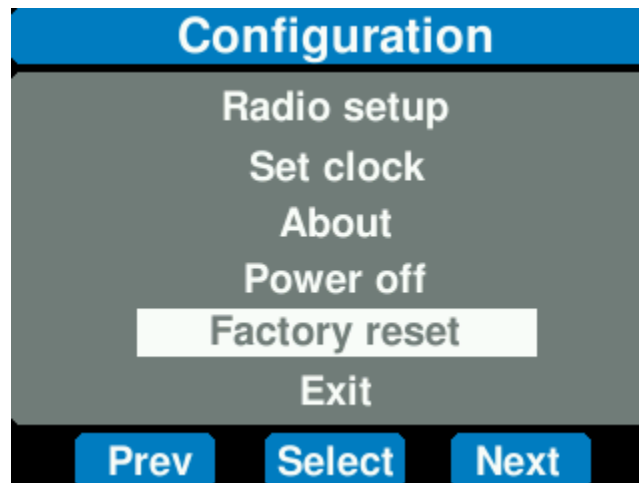 Configuration
Radio setup
Set clock
About
Power off
Factory reset
Exit
Prev Select Next